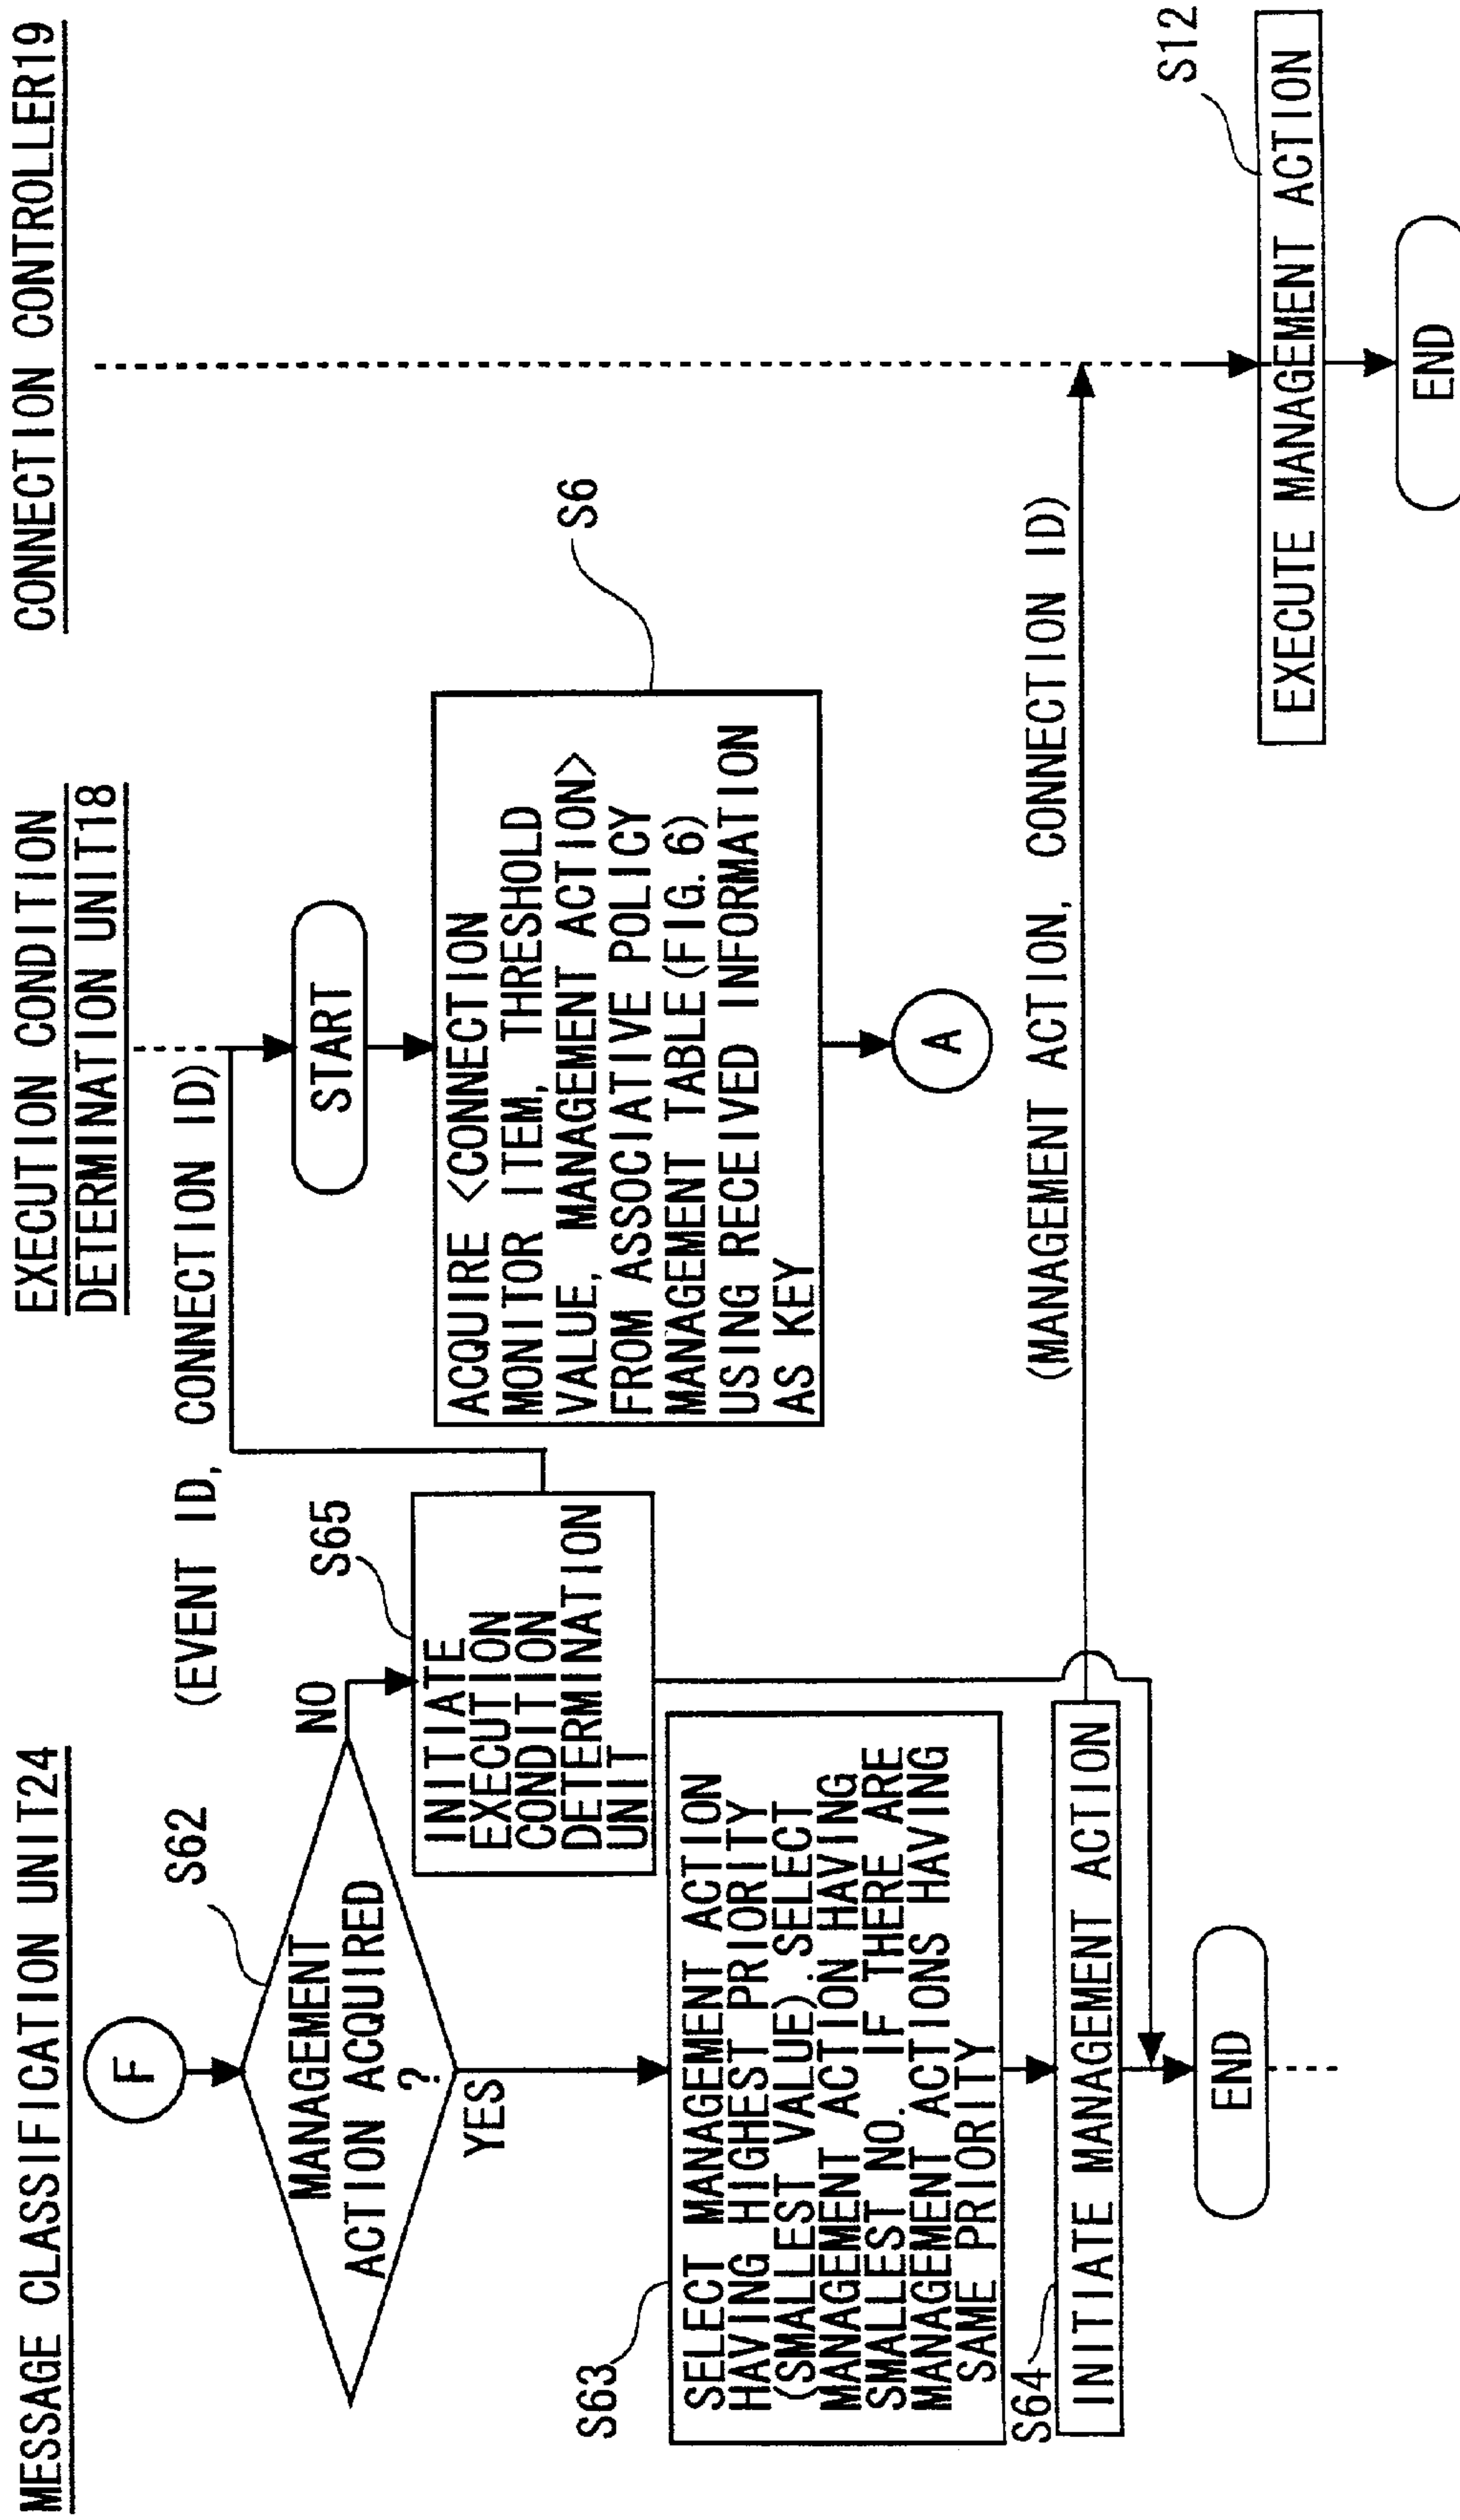 MESSAGE CLASSIFICATION UNIT24
F
S62
MANAGEMENT
ACTION ACQUIRED
?
NO
YES
S65
INITIATE
EXECUTION
CONDITION
DETERMINATION
UNIT
S63
SELECT MANAGEMENT ACTION
HAVING HIGHEST PRIORITY
(SMALLEST VALUE).SELECT
MANAGEMENT ACTION HAVING
SMALLEST NO. IF THERE ARE
MANAGEMENT ACTIONS HAVING
SAME PRIORITY
S64
INITIATE MANAGEMENT ACTION
END
EXECUTION CONDITION
DETERMINATION UNIT18
(EVENT ID, CONNECTION ID)
START
S6
ACQUIRE <CONNECTION
MONITOR ITEM, THRESHOLD
VALUE, MANAGEMENT ACTION>
FROM ASSOCIATIVE POLICY
MANAGEMENT TABLE(FIG.6)
USING RECEIVED INFORMATION
AS KEY
A
(MANAGEMENT ACTION, CONNECTION ID)
CONNECTION CONTROLLER19
S12
EXECUTE MANAGEMENT ACTION
END